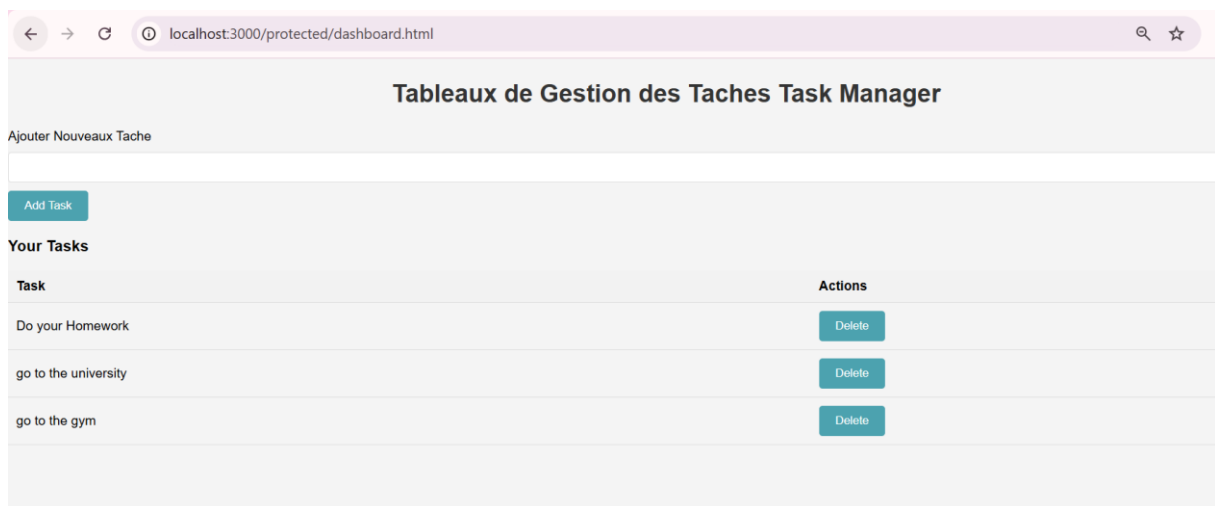 localhost:3000/protected/dashboard.html
Tableaux de Gestion des Taches Task Manager
Ajouter Nouveaux Tache
Add Task
Your Tasks
Task Actions
Do your Homework Delete
go to the university Delete
go to the gym Delete